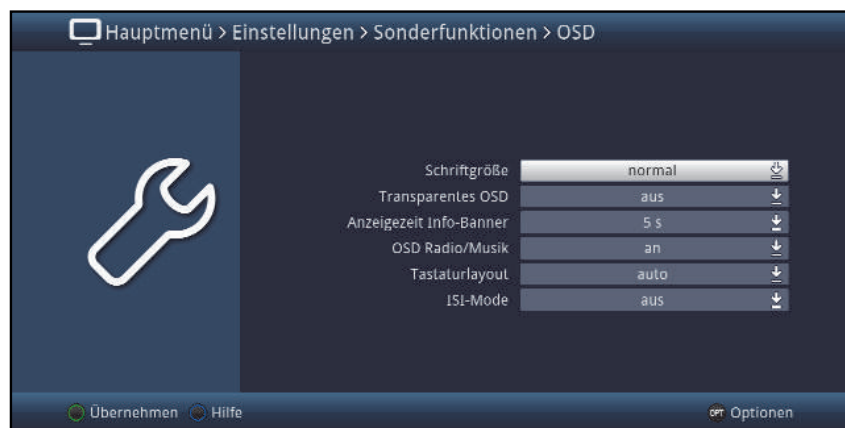 Hauptmenü > Einstellungen > Sonderfunktionen > OSD
Schriftgröße normal
Transparentes OSD aus
Anzeigezeit Info-Banner 5 s
OSD Radio/Musik an
Tastaturlayout auto
ISI-Mode aus
Übernehmen Hilfe OPT Optionen